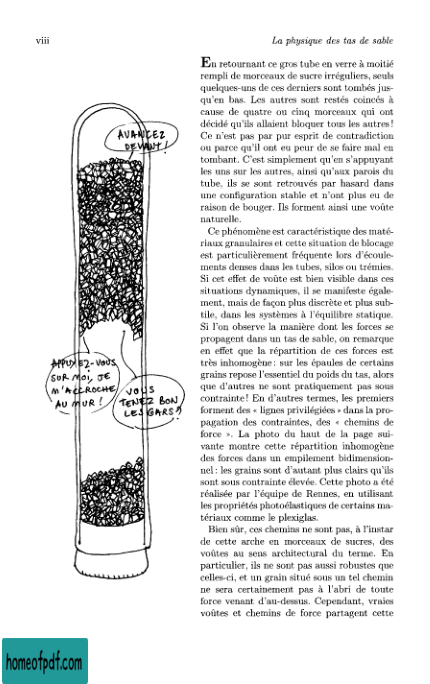 viii
La physique des tas de sable
En retournant ce gros tube en verre à moitié
rempli de morceaux de sucre irréguliers, seuls
quelques-uns de ces derniers sont tombés jus-
qu'en bas. Les autres sont restés coincés à
cause de quatre ou cinq morceaux qui ont
décidé qu'ils allaient bloquer tous les autres !
Ce n'est pas par pur esprit de contradiction
ou parce qu'il ont eu peur de se faire mal en
tombant. C'est simplement qu'en s'appuyant
les uns sur les autres, ainsi qu'aux parois du
tube, ils se sont retrouvés par hasard dans
une configuration stable et n'ont plus eu de
raison de bouger. Ils forment ainsi une voûte
naturelle.
Ce phénomène est caractéristique des maté-
riaux granulaires et cette situation de blocage
est particulièrement fréquente lors d'écoule-
ments denses dans les tubes, silos ou trémies.
Si cet effet de voûte est bien visible dans ces
situations dynamiques, il se manifeste égale-
ment, mais de façon plus discrète et plus sub-
tile, dans les systèmes à l'équilibre statique.
Si l'on observe la manière dont les forces se
propagent dans un tas de sable, on remarque
en effet que la répartition de ces forces est
très inhomogène : sur les épaules de certains
grains repose l'essentiel du poids du tas, alors
que d'autres ne sont pratiquement pas sous
contrainte ! En d'autres termes, les premiers
forment des « lignes privilégiées » dans la pro-
pagation des contraintes, des « chemins de
force ». La photo du haut de la page sui-
vante montre cette répartition inhomogène
des forces dans un empilement bidimension-
nel : les grains sont d'autant plus clairs qu'ils
sont sous contrainte élevée. Cette photo a été
réalisée par l'équipe de Rennes, en utilisant
les propriétés photoélastiques de certains ma-
tériaux comme le plexiglas.
Bien sûr, ces chemins ne sont pas, à l'instar
de cette arche en morceaux de sucres, des
voûtes au sens architectural du terme. En
particulier, ils ne sont pas aussi robustes que
celles-ci, et un grain situé sous un tel chemin
ne sera certainement pas à l'abri de toute
force venant d'au-dessus. Cependant, vraies
voûtes et chemins de force partagent cette
AVANCEZ
DEVANT !
APPUYEZ-VOUS
SUR MOI, JE
M'ACCROCHE
AU MUR !
VOUS
TENEZ BON
LES GARS ?
homeofpdf.com